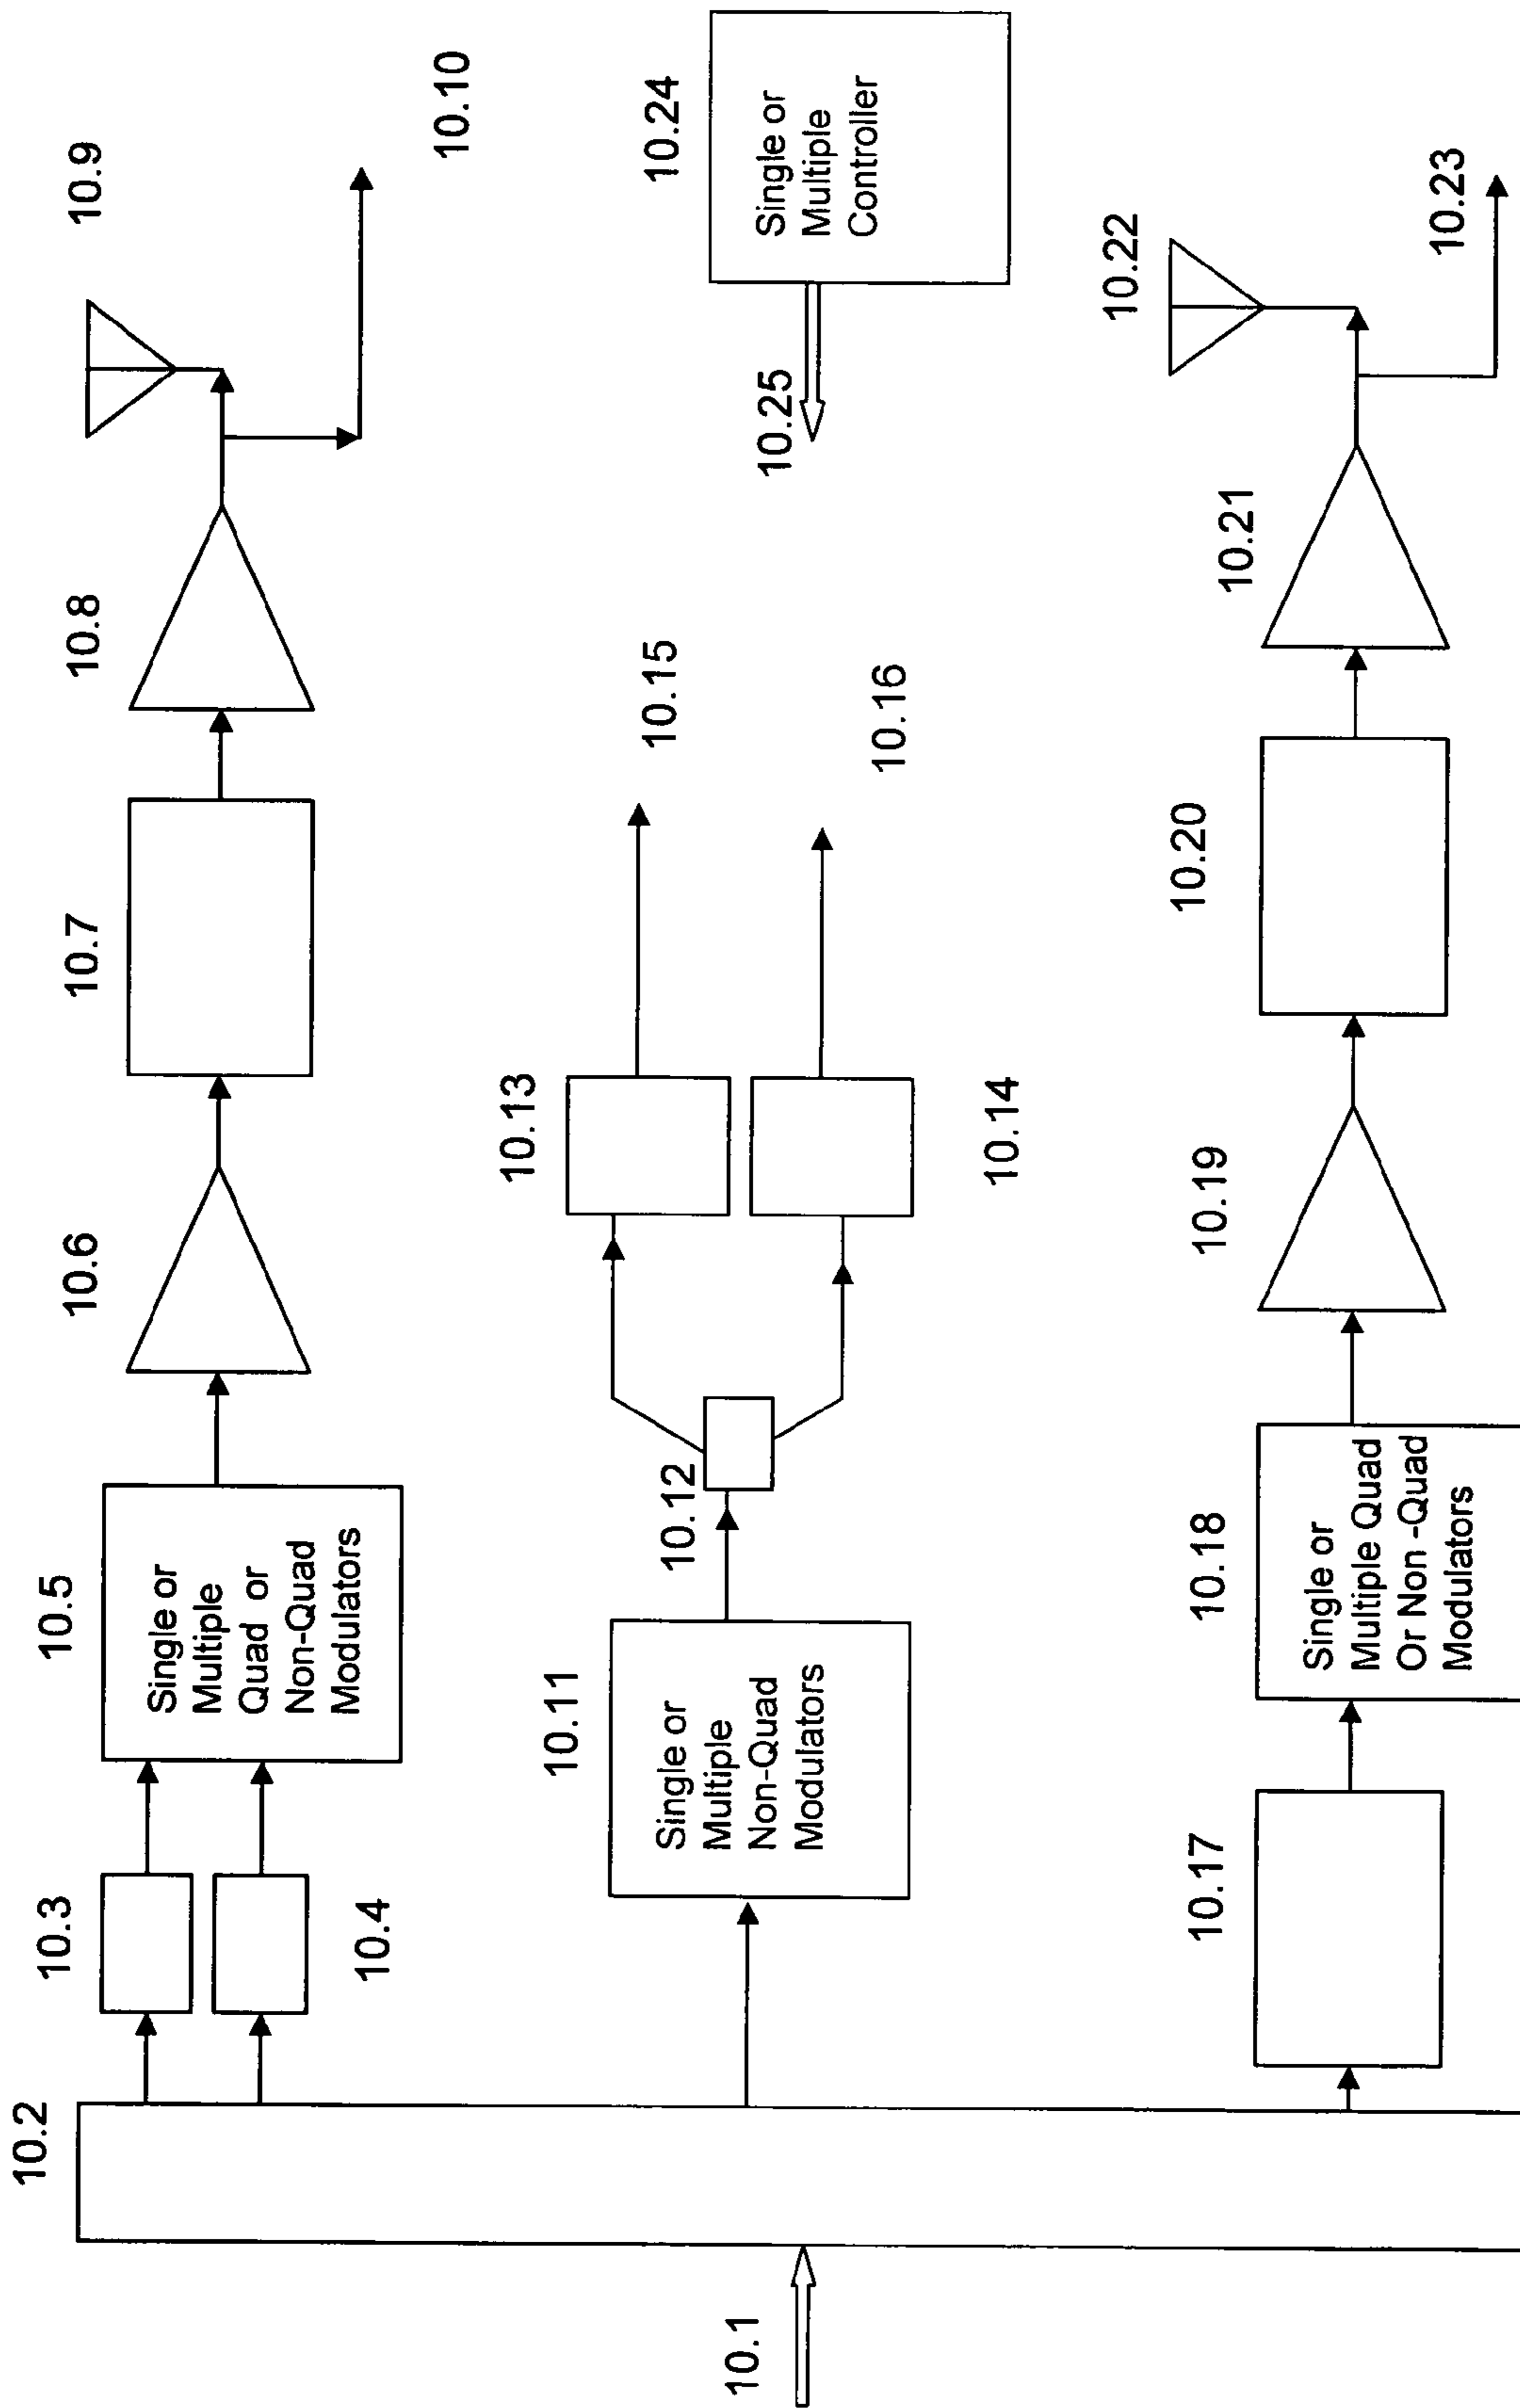 10.1
10.2
10.3
10.4
10.5
Single or
Multiple
Quad or
Non-Quad
Modulators
10.6
10.7
10.8
10.9
10.10
10.11
Single or
Multiple
Non-Quad
Modulators
10.12
10.13
10.14
10.15
10.16
10.17
10.18
Single or
Multiple Quad
Or Non -Quad
Modulators
10.19
10.20
10.21
10.22
10.23
10.24
Single or
Multiple
Controller
10.25